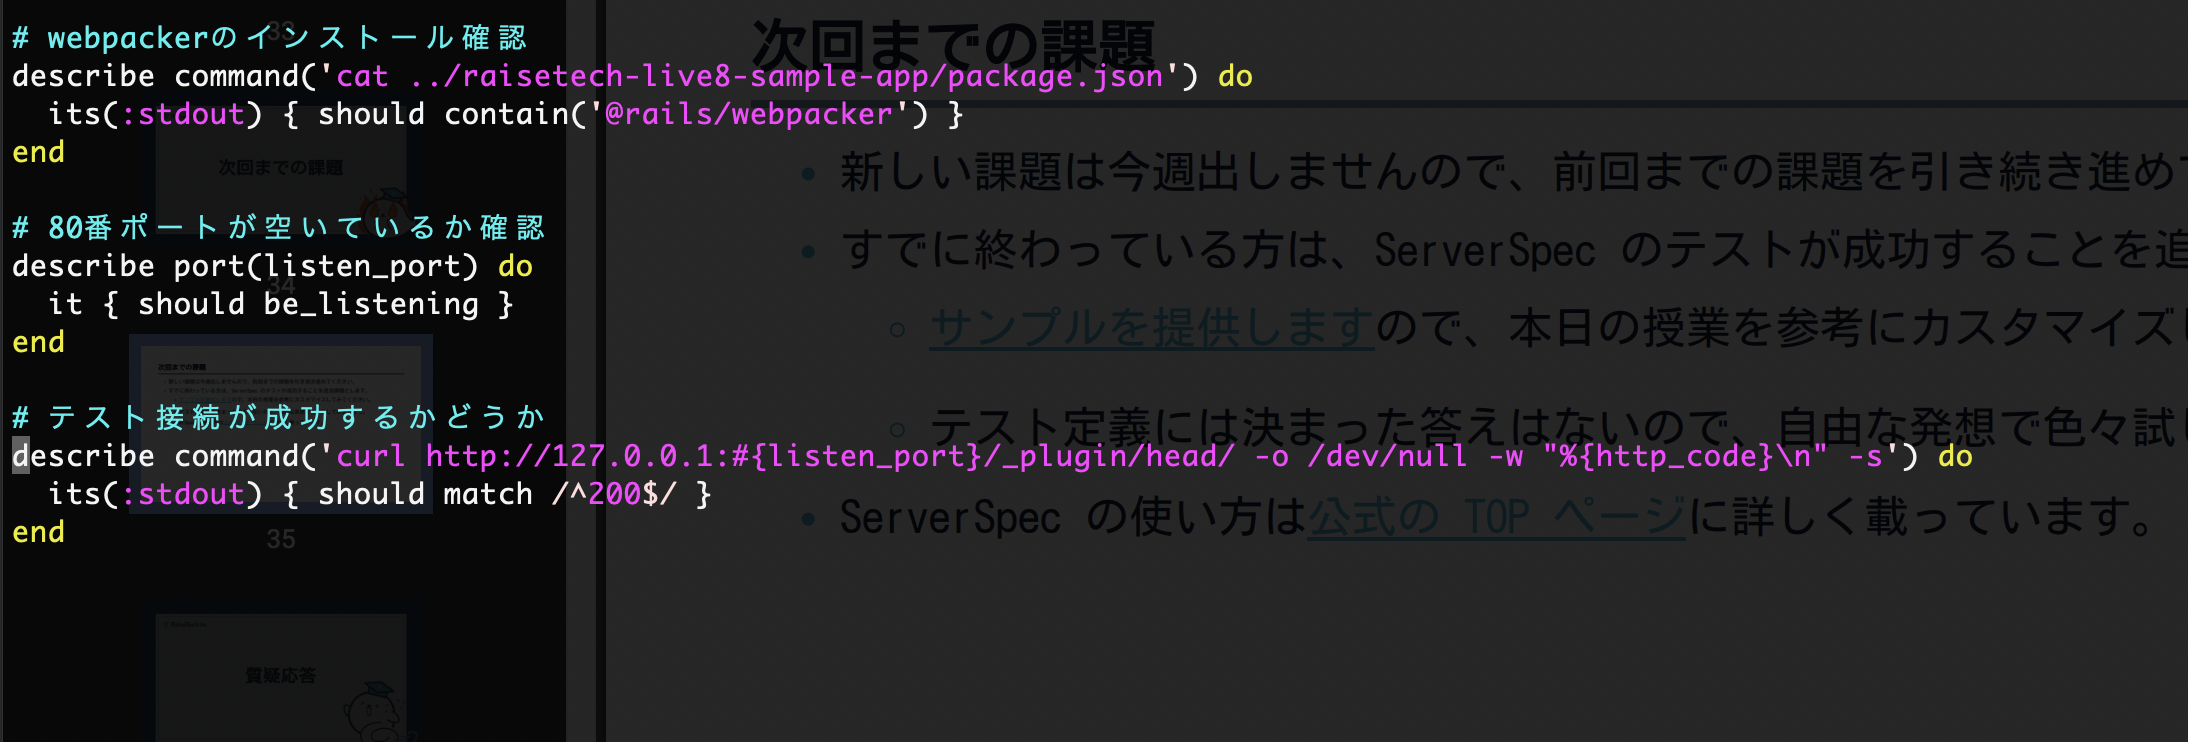 # webpackerのインストール確認
describe command('cat ../raisetech-live8-sample-app/package.json') do
  its(:stdout) { should contain('@rails/webpacker') }
end
# 80番ポートが空いているか確認
describe port(listen_port) do
  it { should be_listening }
end
# テスト接続が成功するかどうか
describe command('curl http://127.0.0.1:#{listen_port}/_plugin/head/ -o /dev/null -w "%{http_code}\n" -s') do
  its(:stdout) { should match /^200$/ }
end
33
次回までの課題
34
次回までの課題
35
質疑応答
次回までの課題
新しい課題は今週出しませんので、前回までの課題を引き続き進め
すでに終わっている方は、ServerSpec のテストが成功することを追
サンプルを提供しますので、本日の授業を参考にカスタマイズ
テスト定義には決まった答えはないので、自由な発想で色々試
ServerSpec の使い方は公式の TOP ページに詳しく載っています。